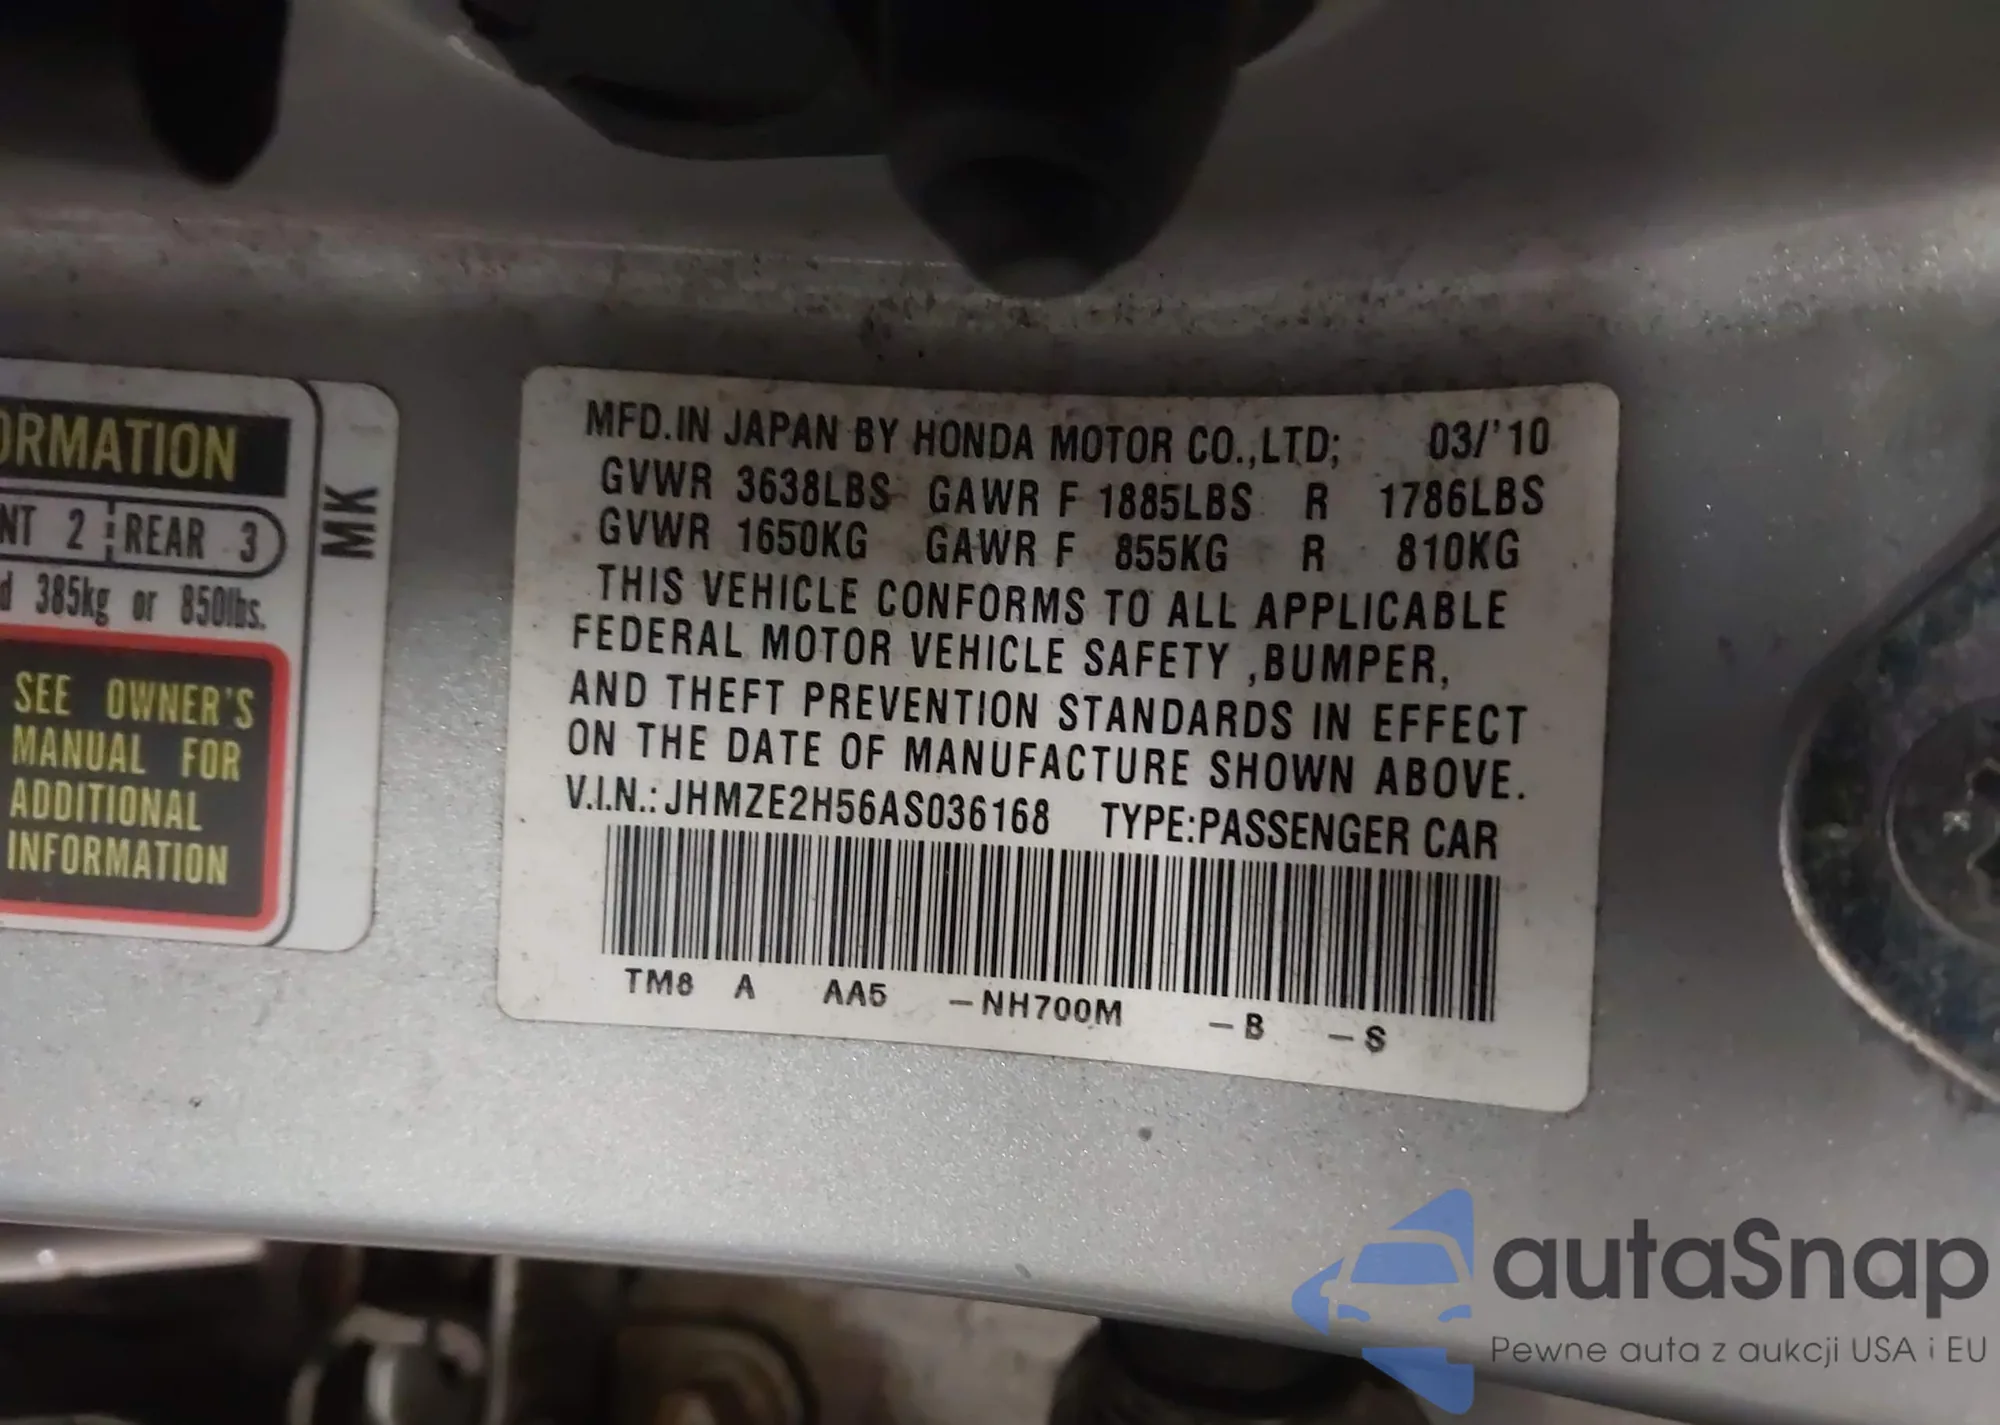 ORMATION
NT 2 REAR 3
d 385kg or 850lbs.
SEE OWNER'S
MANUAL FOR
ADDITIONAL
INFORMATION
MK
MFD.IN JAPAN BY HONDA MOTOR CO.,LTD; 03/'10
GVWR 3638LBS GAWR F 1885LBS R 1786LBS
GVWR 1650KG GAWR F 855KG R 810KG
THIS VEHICLE CONFORMS TO ALL APPLICABLE
FEDERAL MOTOR VEHICLE SAFETY ,BUMPER,
AND THEFT PREVENTION STANDARDS IN EFFECT
ON THE DATE OF MANUFACTURE SHOWN ABOVE.
V.I.N.: JHMZE2H56AS036168 TYPE:PASSENGER CAR
TM8 A AA5 -NH700M -B -S
autaSnap
Pewne auta z aukcji USA i EU